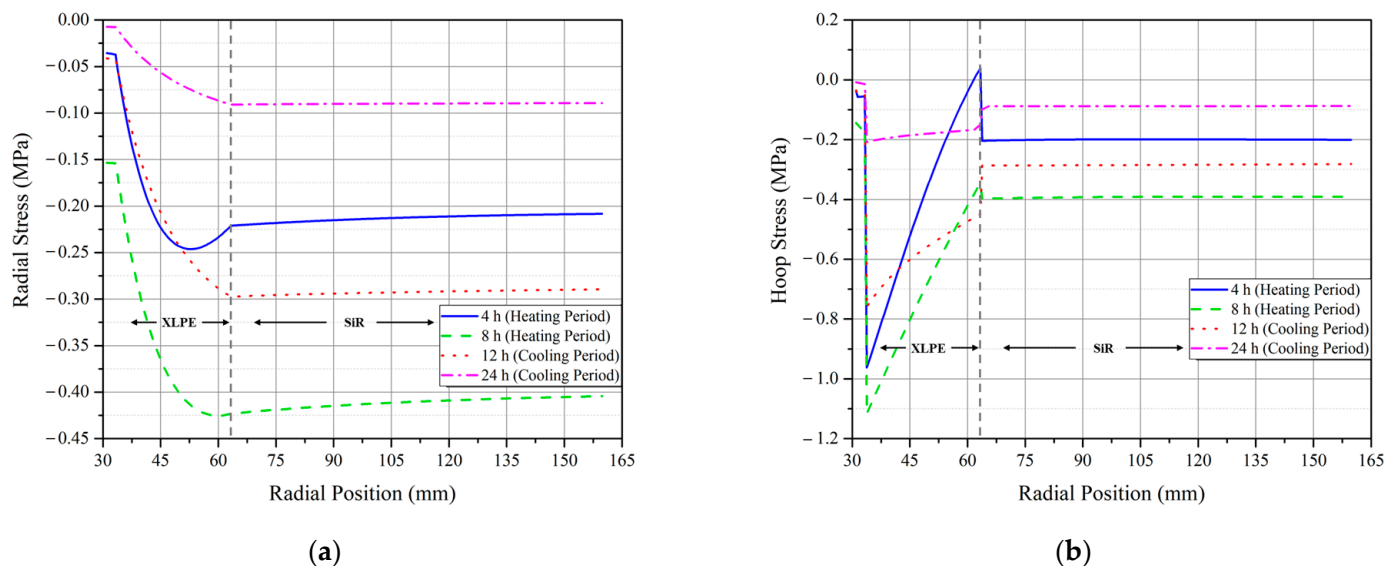 0.00
−0.05
−0.10
−0.15
−0.20
−0.25
−0.30
−0.35
−0.40
−0.45
Radial Stress (MPa)
XLPE
SiR
4 h (Heating Period)
8 h (Heating Period)
12 h (Cooling Period)
24 h (Cooling Period)
30 45 60 75 90 105 120 135 150 165
Radial Position (mm)
(a)
0.2
0.0
−0.2
−0.4
−0.6
−0.8
−1.0
−1.2
Hoop Stress (MPa)
XLPE
SiR
4 h (Heating Period)
8 h (Heating Period)
12 h (Cooling Period)
24 h (Cooling Period)
30 45 60 75 90 105 120 135 150 165
Radial Position (mm)
(b)